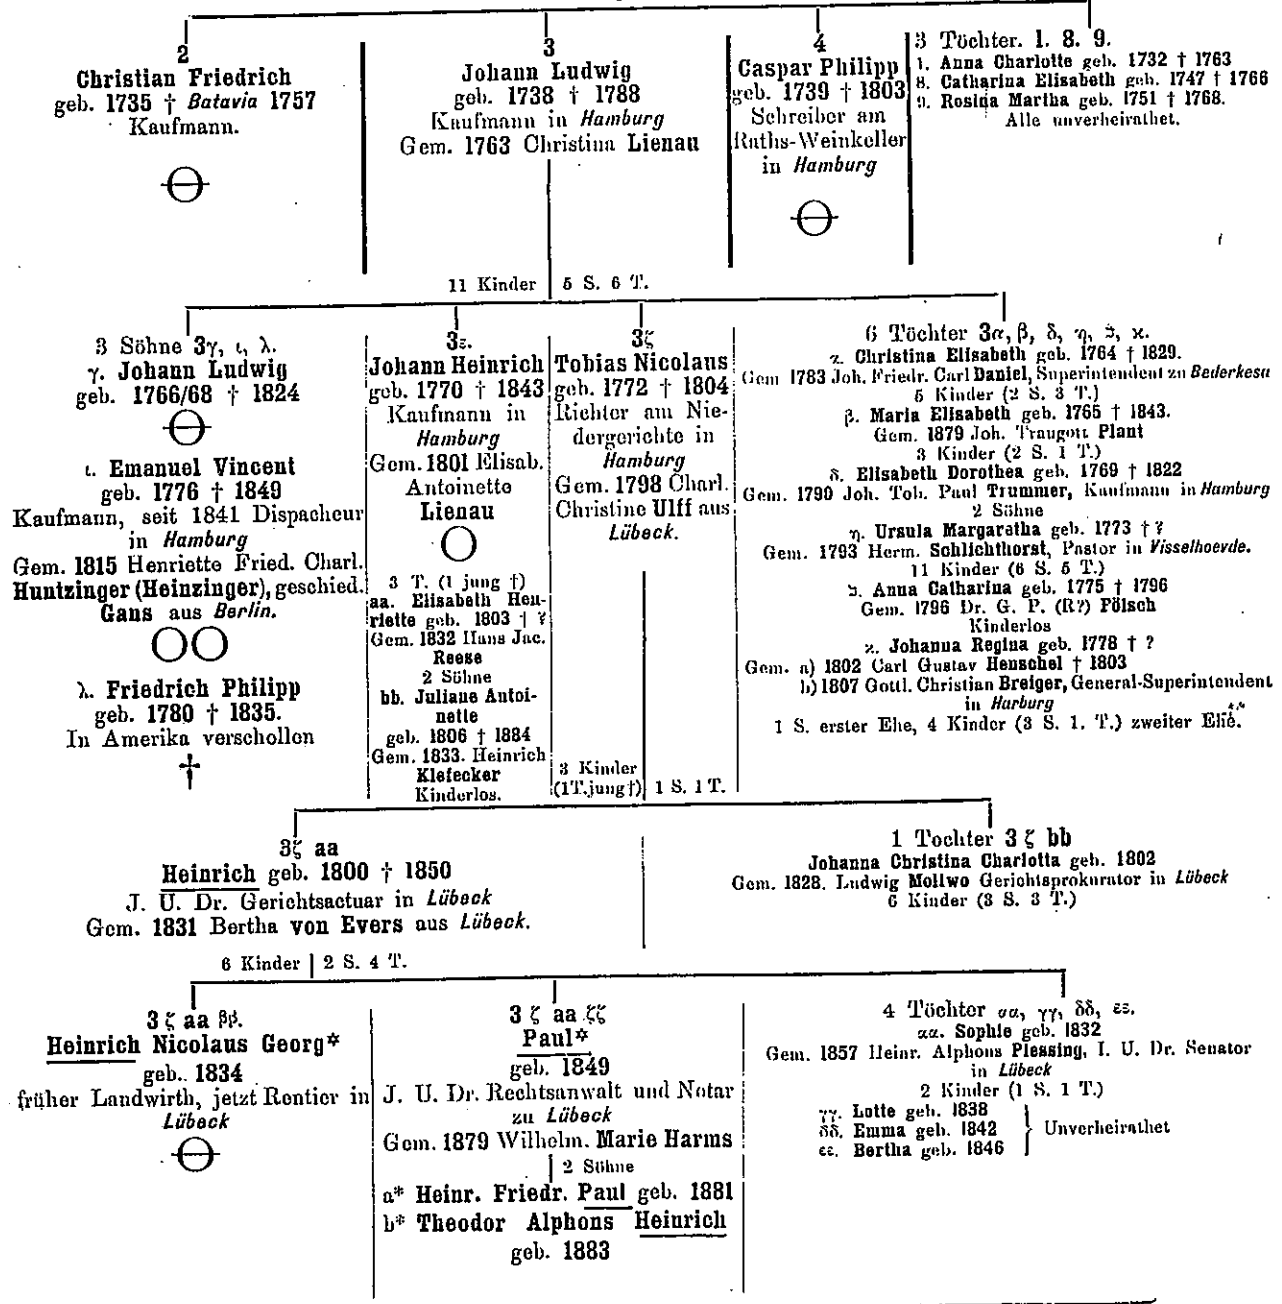 2
Christian Friedrich
geb. 1735 † Batavia 1757
Kaufmann.
3
Johann Ludwig
geb. 1738 † 1788
Kaufmann in Hamburg
Gem. 1763 Christina Lienau
4
Caspar Philipp
geb. 1739 † 1803
Schreiber am
Raths-Weinkeller
in Hamburg
3 Töchter. 1. 8. 9.
1. Anna Charlotte geb. 1732 † 1763
8. Catharina Elisabeth geb. 1747 † 1766
9. Rosina Martha geb. 1751 † 1768.
Alle unverheirathet.
11 Kinder | 5 S. 6 T.
3 Söhne 3γ, ι, λ.
γ. Johann Ludwig
geb. 1766/68 † 1824
ι. Emanuel Vincent
geb. 1776 † 1849
Kaufmann, seit 1841 Dispacheur
in Hamburg
Gem. 1815 Henriette Fried. Charl.
Huntzinger (Heinzinger), geschied.
Gans aus Berlin.
λ. Friedrich Philipp
geb. 1780 † 1835.
In Amerika verschollen
†
3ε.
Johann Heinrich
geb. 1770 † 1843
Kaufmann in
Hamburg
Gem. 1801 Elisab.
Antoinette
Lienau
3 T. (1 jung †)
aa. Elisabeth Hen-
riette geb. 1803 † ?
Gem. 1832 Hans Jac.
Reese
2 Söhne
bb. Juliane Antoi-
nette
geb. 1806 † 1884
Gem. 1833. Heinrich
Klefecker
Kinderlos.
3ζ
Tobias Nicolaus
geb. 1772 † 1804
Richter am Nie-
dergerichte in
Hamburg
Gem. 1798 Charl.
Christine Ulff aus
Lübeck.
3 Kinder
(1T.jung†) | 1 S. 1 T.
6 Töchter 3α, β, δ, η, ϑ, κ.
α. Christina Elisabeth geb. 1764 † 1829.
Gem 1783 Joh. Friedr. Carl Daniel, Superintendent zu Bederkesa
5 Kinder (2 S. 3 T.)
β. Maria Elisabeth geb. 1765 † 1843.
Gem. 1879 Joh. Traugott Plant
3 Kinder (2 S. 1 T.)
δ. Elisabeth Dorothea geb. 1769 † 1822
Gem. 1790 Joh. Tob. Paul Trummer, Kaufmann in Hamburg
2 Söhne
η. Ursula Margaretha geb. 1773 † ?
Gem. 1793 Herm. Schlichthorst, Pastor in Visselhoevde.
11 Kinder (6 S. 5 T.)
ϑ. Anna Catharina geb. 1775 † 1796
Gem. 1796 Dr. G. P. (R?) Fölsch
Kinderlos
κ. Johanna Regina geb. 1778 † ?
Gem. a) 1802 Carl Gustav Henschel † 1803
b) 1807 Gottl. Christian Breiger, General-Superintendent
in Harburg
1 S. erster Ehe, 4 Kinder (3 S. 1. T.) zweiter Ehe.
3ζ aa
Heinrich geb. 1800 † 1850
J. U. Dr. Gerichtsactuar in Lübeck
Gem. 1831 Bertha von Evers aus Lübeck.
1 Tochter 3 ζ bb
Johanna Christina Charlotta geb. 1802
Gem. 1828. Ludwig Mollwo Gerichtsprokurator in Lübeck
6 Kinder (3 S. 3 T.)
6 Kinder | 2 S. 4 T.
3 ζ aa ββ.
Heinrich Nicolaus Georg*
geb. 1834
früher Landwirth, jetzt Rentier in
Lübeck
3 ζ aa ζζ
Paul*
geb. 1849
J. U. Dr. Rechtsanwalt und Notar
zu Lübeck
Gem. 1879 Wilhelm. Marie Harms
2 Söhne
a* Heinr. Friedr. Paul geb. 1881
b* Theodor Alphons Heinrich
geb. 1883
4 Töchter αα, γγ, δδ, εε.
αα. Sophie geb. 1832
Gem. 1857 Heinr. Alphons Plessing, I. U. Dr. Senator
in Lübeck
2 Kinder (1 S. 1 T.)
γγ. Lotte geb. 1838
δδ. Emma geb. 1842 } Unverheirathet
εε. Bertha geb. 1846